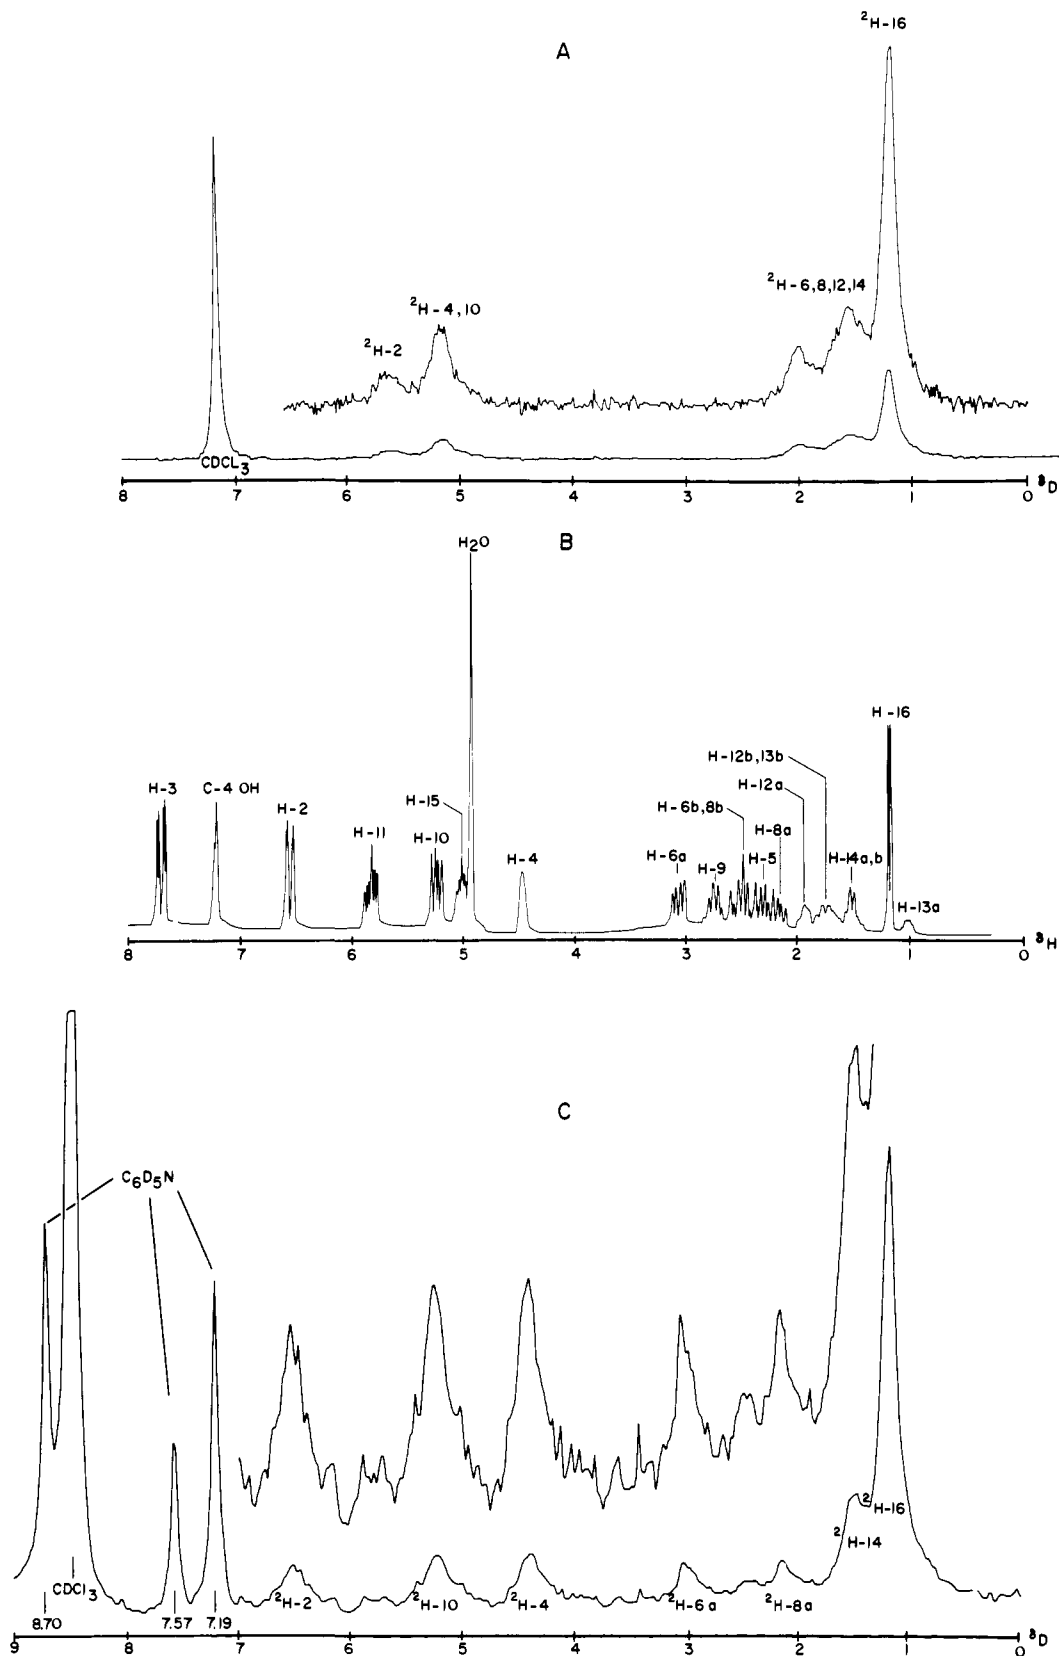 A
²H-16
²H-6,8,12,14
²H-4,10
²H-2
CDCL₃
8 7 6 5 4 3 2 1 0 δD
B
H₂O
H-16
H-12b,13b
H-3 C-4 OH
H-12a
H-2
H-15
H-6b,8b
H-8a
H-11
H-10
H-4
H-6a
H-9
H-5
H-14a,b
H-13a
8 7 6 5 4 3 2 1 0 δH
C
C₆D₅N
²H-16
²H-14
CDCl₃
²H-2 ²H-10 ²H-4 ²H-6a ²H-8a
8.70 7.57 7.19
9 8 7 6 5 4 3 2 1 0 δD